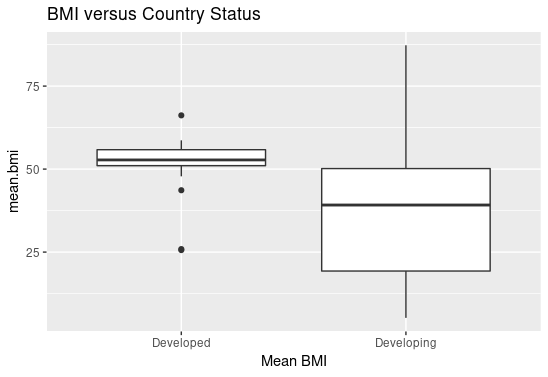 BMI versus Country Status
mean.bmi
75
50
25
Developed
Developing
Mean BMI